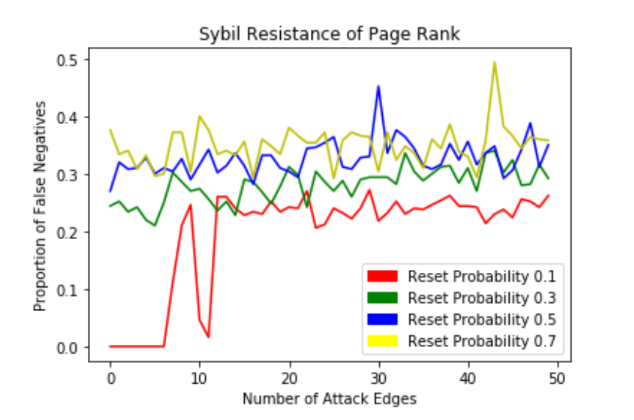 Sybil Resistance of Page Rank
Proportion of False Negatives
0.5
0.4
0.3
0.2
0.1
0.0
Reset Probability 0.1
Reset Probability 0.3
Reset Probability 0.5
Reset Probability 0.7
0 10 20 30 40 50
Number of Attack Edges